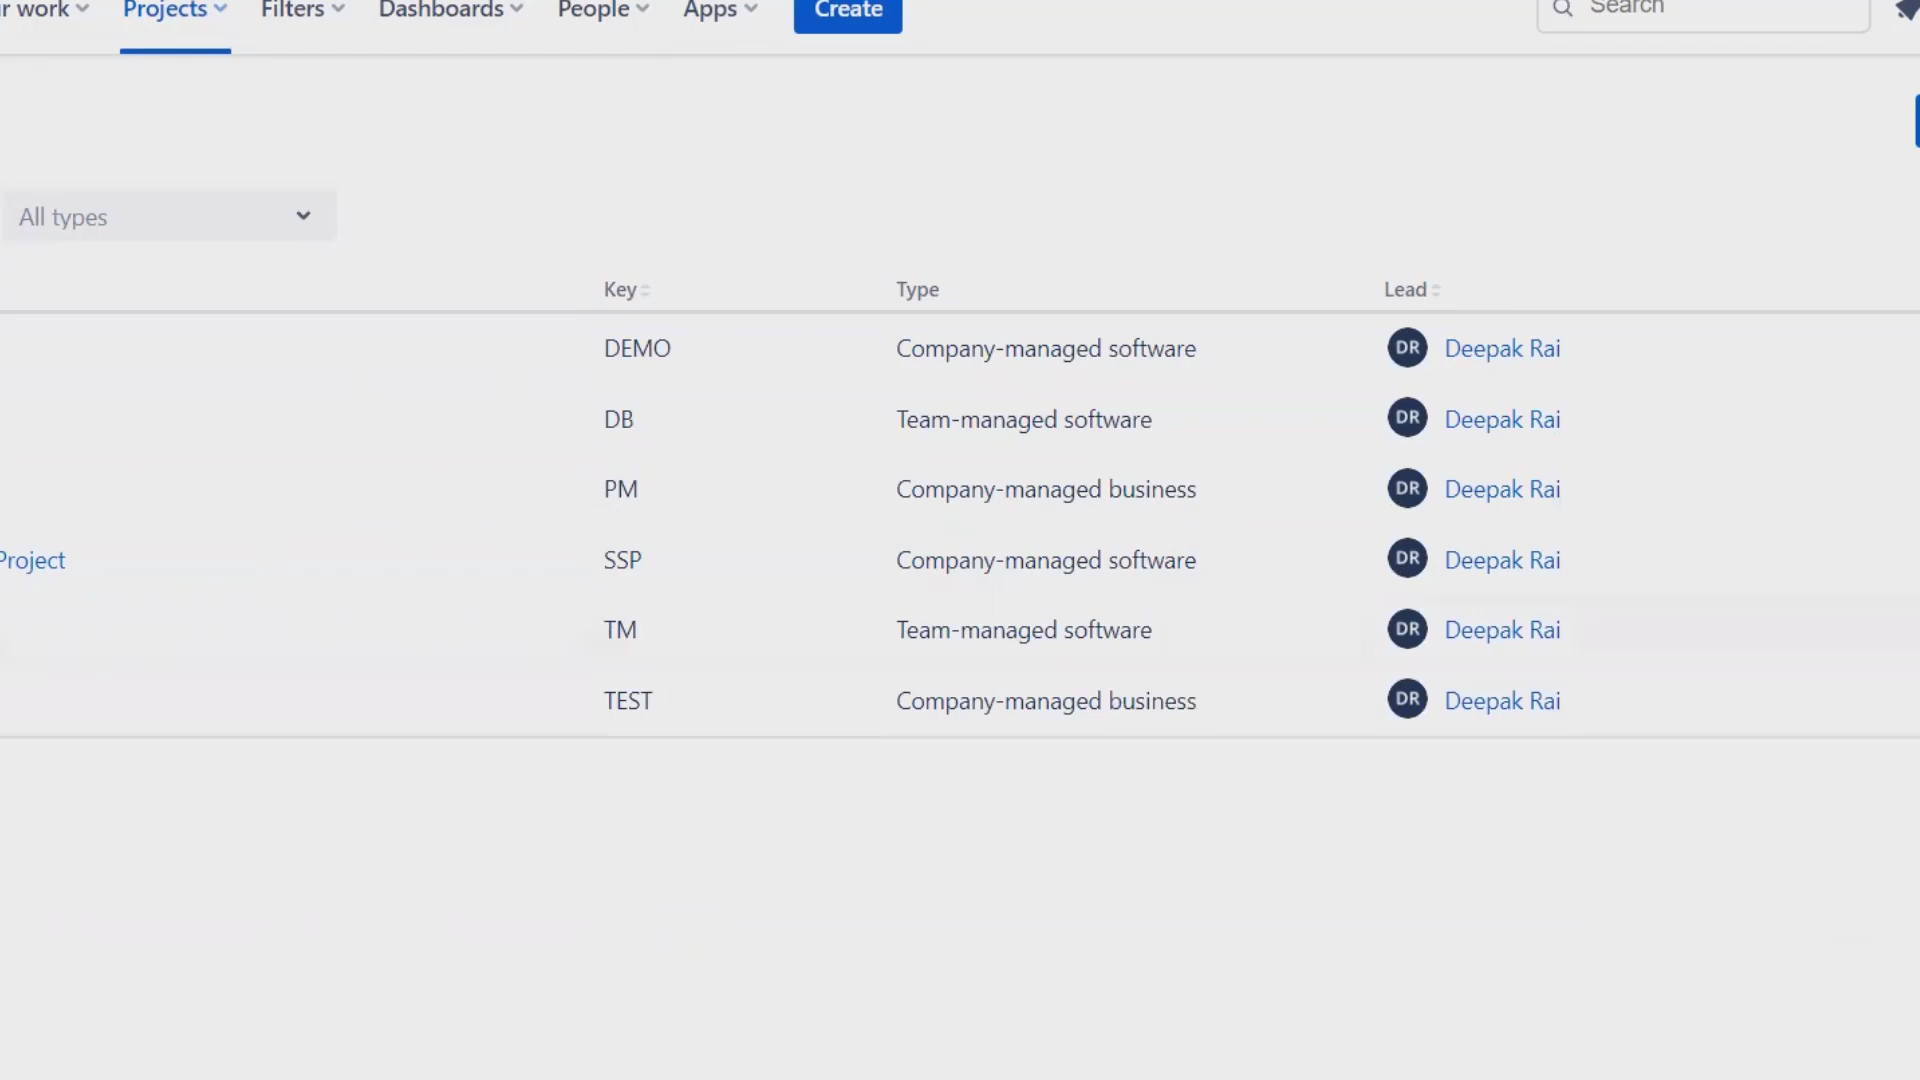 work Projects Filters Dashboards People Apps Create Search
All types
Key Type Lead
DEMO Company-managed software DR Deepak Rai
DB Team-managed software DR Deepak Rai
PM Company-managed business DR Deepak Rai
Project SSP Company-managed software DR Deepak Rai
TM Team-managed software DR Deepak Rai
TEST Company-managed business DR Deepak Rai